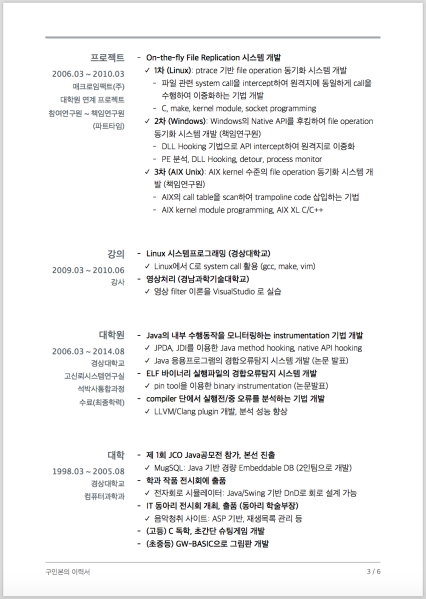 프로젝트
2006.03 ~ 2010.03
매크로임팩트(주)
대학원 연계 프로젝트
참여연구원 ~ 책임연구원
(파트타임)
- On-the-fly File Replication 시스템 개발
✓ 1차 (Linux): ptrace 기반 file operation 동기화 시스템 개발
- 파일 관련 system call을 intercept하여 원격지에 동일하게 call을
수행하여 이중화하는 기법 개발
- C, make, kernel module, socket programming
✓ 2차 (Windows): Windows의 Native API를 후킹하여 file operation
동기화 시스템 개발 (책임연구원)
- DLL Hooking 기법으로 API intercept하여 원격지로 이중화
- PE 분석, DLL Hooking, detour, process monitor
✓ 3차 (AIX Unix): AIX kernel 수준의 file operation 동기화 시스템 개
발 (책임연구원)
- AIX의 call table을 scan하여 trampoline code 삽입하는 기법
- AIX kernel module programming, AIX XL C/C++
강의
2009.03 ~ 2010.06
강사
- Linux 시스템프로그래밍 (경상대학교)
✓ Linux에서 C로 system call 활용 (gcc, make, vim)
- 영상처리 (경남과학기술대학교)
✓ 영상 filter 이론을 VisualStudio 로 실습
대학원
2006.03 ~ 2014.08
경상대학교
고신뢰시스템연구실
석박사통합과정
수료(최종학력)
- Java의 내부 수행동작을 모니터링하는 instrumentation 기법 개발
✓ JPDA, JDI를 이용한 Java method hooking, native API hooking
✓ Java 응용프로그램의 경합오류탐지 시스템 개발 (논문 발표)
- ELF 바이너리 실행파일의 경합오류탐지 시스템 개발
✓ pin tool을 이용한 binary instrumentation (논문발표)
- compiler 단에서 실행전/중 오류를 분석하는 기법 개발
✓ LLVM/Clang plugin 개발, 분석 성능 향상
대학
1998.03 ~ 2005.08
경상대학교
컴퓨터과학과
- 제 1회 JCO Java공모전 참가, 본선 진출
✓ MugSQL: Java 기반 경량 Embeddable DB (2인팀으로 개발)
- 학과 작품 전시회에 출품
✓ 전자회로 시뮬레이터: Java/Swing 기반 DnD로 회로 설계 가능
- IT 동아리 전시회 개최, 출품 (동아리 학술부장)
✓ 음악청취 사이트: ASP 기반, 재생목록 관리 등
- (고등) C 독학, 초간단 슈팅게임 개발
- (초중등) GW-BASIC으로 그림판 개발
구인본의 이력서
3 / 6